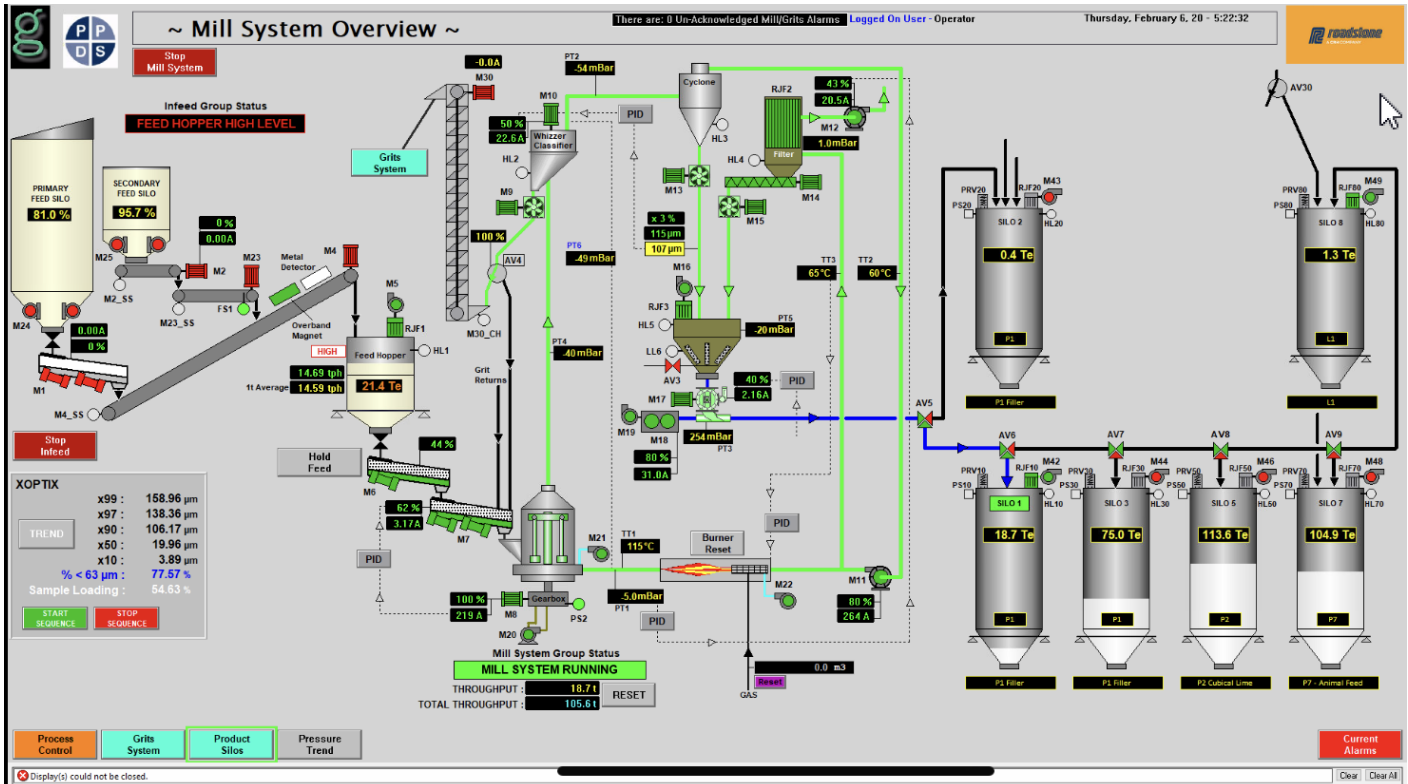 PPDS
~ Mill System Overview ~
There are: 0 Un-Acknowledged Mill/Grits Alarms
Logged On User - Operator
Thursday, February 6, 20 - 5:22:32
roadstone
Stop
Mill System
Infeed Group Status
FEED HOPPER HIGH LEVEL
PRIMARY
FEED SILO
81.0 %
SECONDARY
FEED SILO
95.7 %
M24
M25
0 %
0.00A
M2
M2_SS
M23
M23_SS
FS1
Metal
Detector
Overband
Magnet
M4
M4_SS
0.00A
0 %
M1
M5
RJF1
HIGH
Feed Hopper
HL1
14.69 tph
1t Average
14.59 tph
21.4 Te
Stop
Infeed
Hold
Feed
44 %
M6
62 %
3.17A
M7
PID
-0.0A
M30
Grits
System
M30_CH
PT2
-54 mBar
M10
50 %
22.6A
Whizzer
Classifier
HL2
M9
100 %
AV4
Grit
Returns
PT6
-49 mBar
PT4
-40 mBar
PID
Cyclone
HL3
M13
RJF2
Filter
HL4
M14
M15
43 %
20.5A
M12
1.0 mBar
x 3 %
115 µm
107 µm
M16
RJF3
HL5
LL6
AV3
PT5
-20 mBar
TT3
65°C
TT2
60°C
40 %
2.16A
PID
M17
M19
M18
254 mBar
PT3
80 %
31.0A
M21
TT1
115°C
-5.0 mBar
PT1
Burner
Reset
PID
M22
PID
M11
80 %
264 A
100 %
219 A
M8
Gearbox
PS2
M20
GAS
0.0 m3
Reset
Mill System Group Status
MILL SYSTEM RUNNING
THROUGHPUT : 18.7 t
TOTAL THROUGHPUT : 105.6 t
RESET
XOPTIX
x99 : 158.96 µm
x97 : 138.36 µm
x90 : 106.17 µm
x50 : 19.96 µm
x10 : 3.89 µm
TREND
% < 63 µm : 77.57 %
Sample Loading : 54.63 %
START
SEQUENCE
STOP
SEQUENCE
AV30
PRV20
PS20
RJF20
M43
HL20
SILO 2
0.4 Te
P1
P1 Filler
PRV80
PS80
RJF80
M49
HL80
SILO 8
1.3 Te
L1
L1
AV5
AV6
AV7
AV8
AV9
PRV10
PS10
RJF10
M42
HL10
SILO 1
18.7 Te
P1
P1 Filler
PRV30
PS30
RJF30
M44
HL30
SILO 3
75.0 Te
P1
P1 Filler
PRV50
PS50
RJF50
M46
HL50
SILO 5
113.6 Te
P2
P2 Cubical Lime
PRV70
PS70
RJF70
M48
HL70
SILO 7
104.9 Te
P7
P7 - Animal Feed
Process
Control
Grits
System
Product
Silos
Pressure
Trend
Current
Alarms
Display(s) could not be closed.
Clear
Clear All